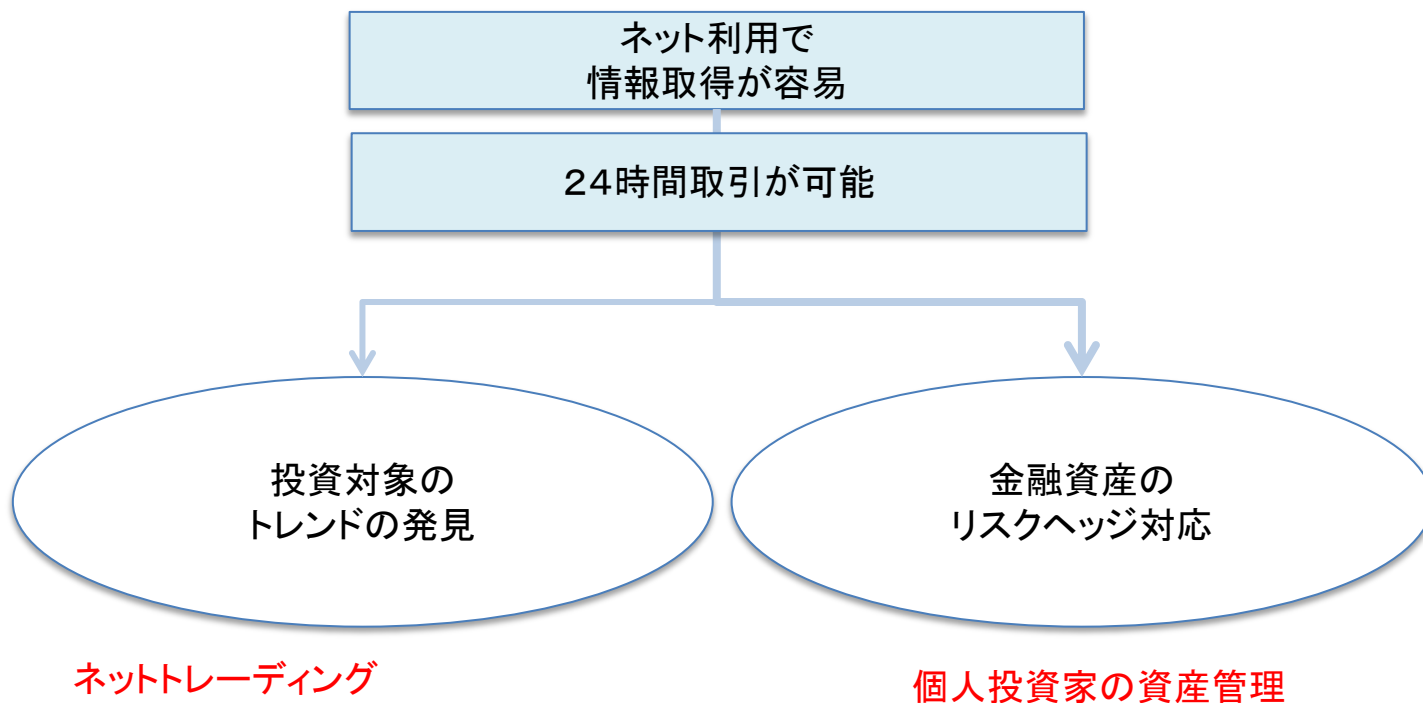 ネット利用で
情報取得が容易
２４時間取引が可能
投資対象の
トレンドの発見
金融資産の
リスクヘッジ対応
ネットトレーディング
個人投資家の資産管理